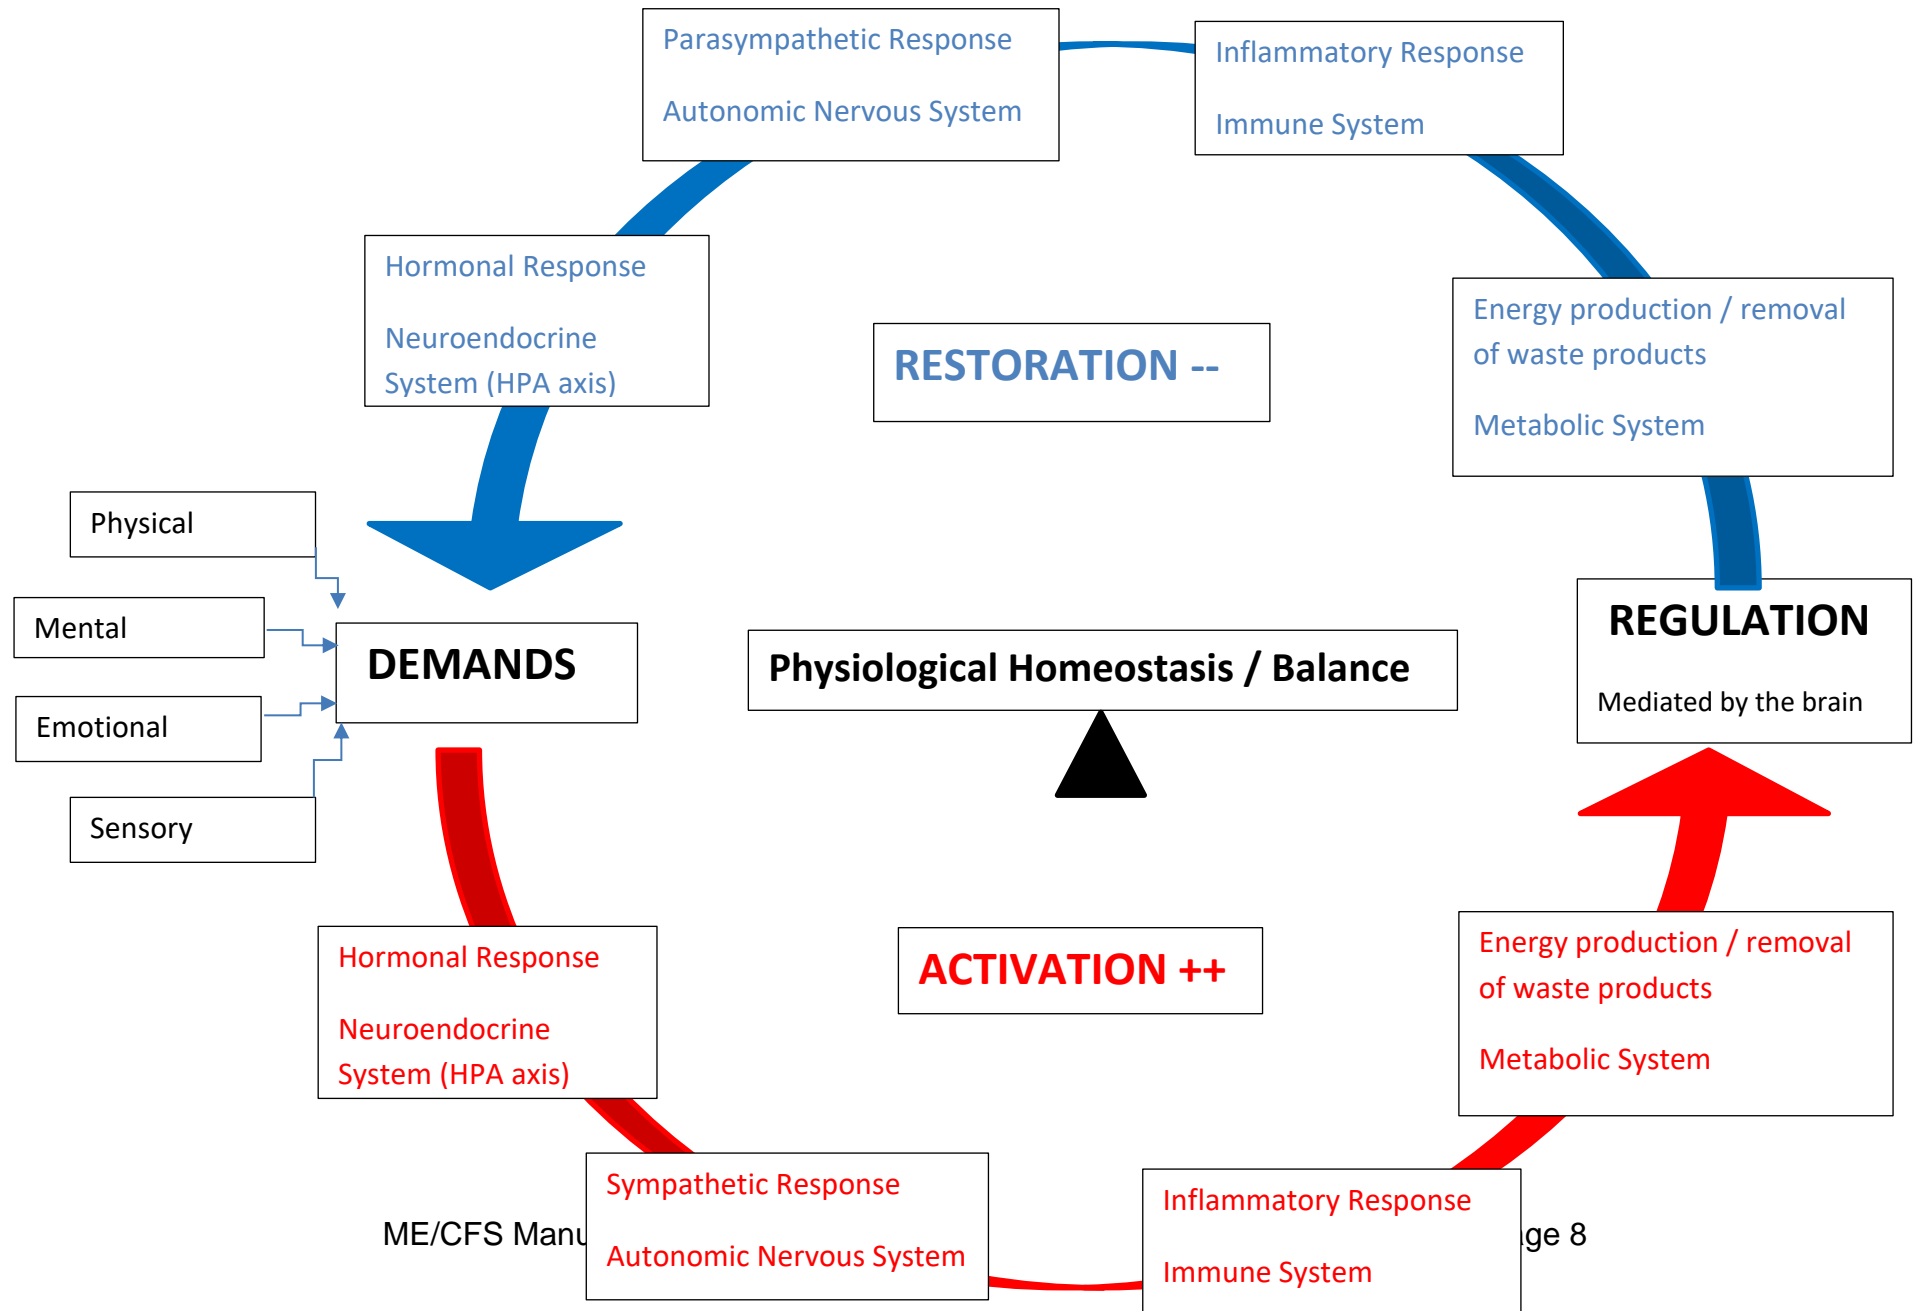 Parasympathetic Response
Autonomic Nervous System
Inflammatory Response
Immune System
Hormonal Response
Neuroendocrine
System (HPA axis)
RESTORATION --
Energy production / removal
of waste products
Metabolic System
Physical
Mental
Emotional
Sensory
DEMANDS
Physiological Homeostasis / Balance
REGULATION
Mediated by the brain
Hormonal Response
Neuroendocrine
System (HPA axis)
ACTIVATION ++
Energy production / removal
of waste products
Metabolic System
Sympathetic Response
Autonomic Nervous System
Inflammatory Response
Immune System
ME/CFS
8